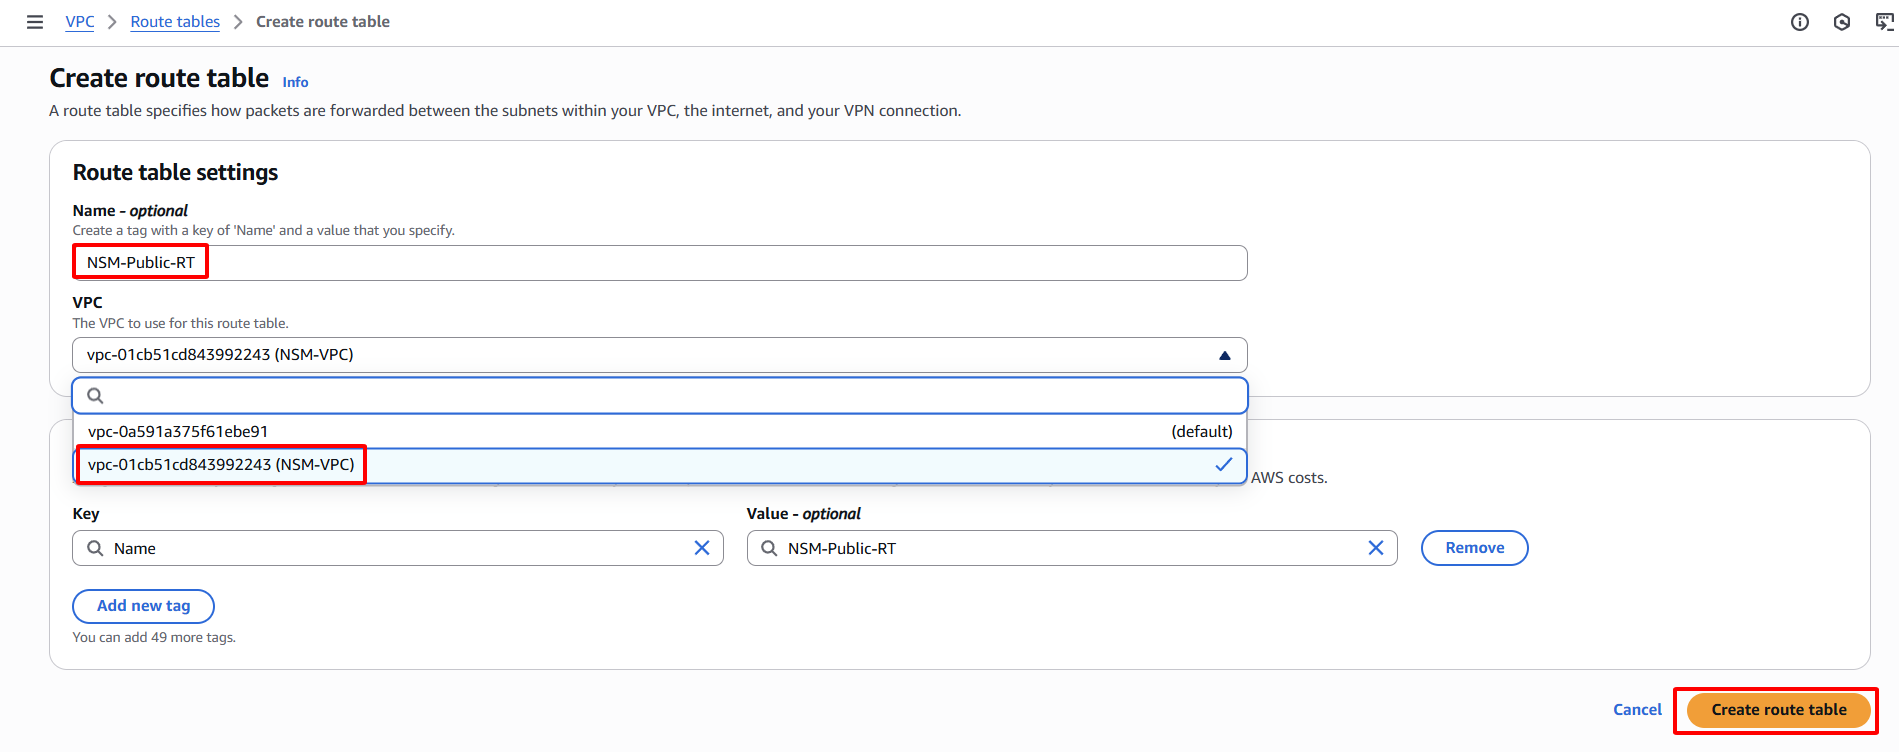 VPC > Route tables > Create route table
Create route table Info
A route table specifies how packets are forwarded between the subnets within your VPC, the internet, and your VPN connection.
Route table settings
Name - optional
Create a tag with a key of 'Name' and a value that you specify.
NSM-Public-RT
VPC
The VPC to use for this route table.
vpc-01cb51cd843992243 (NSM-VPC)
vpc-0a591a375f61ebe91 (default)
vpc-01cb51cd843992243 (NSM-VPC)
AWS costs.
Key Value - optional
Name NSM-Public-RT Remove
Add new tag
You can add 49 more tags.
Cancel Create route table